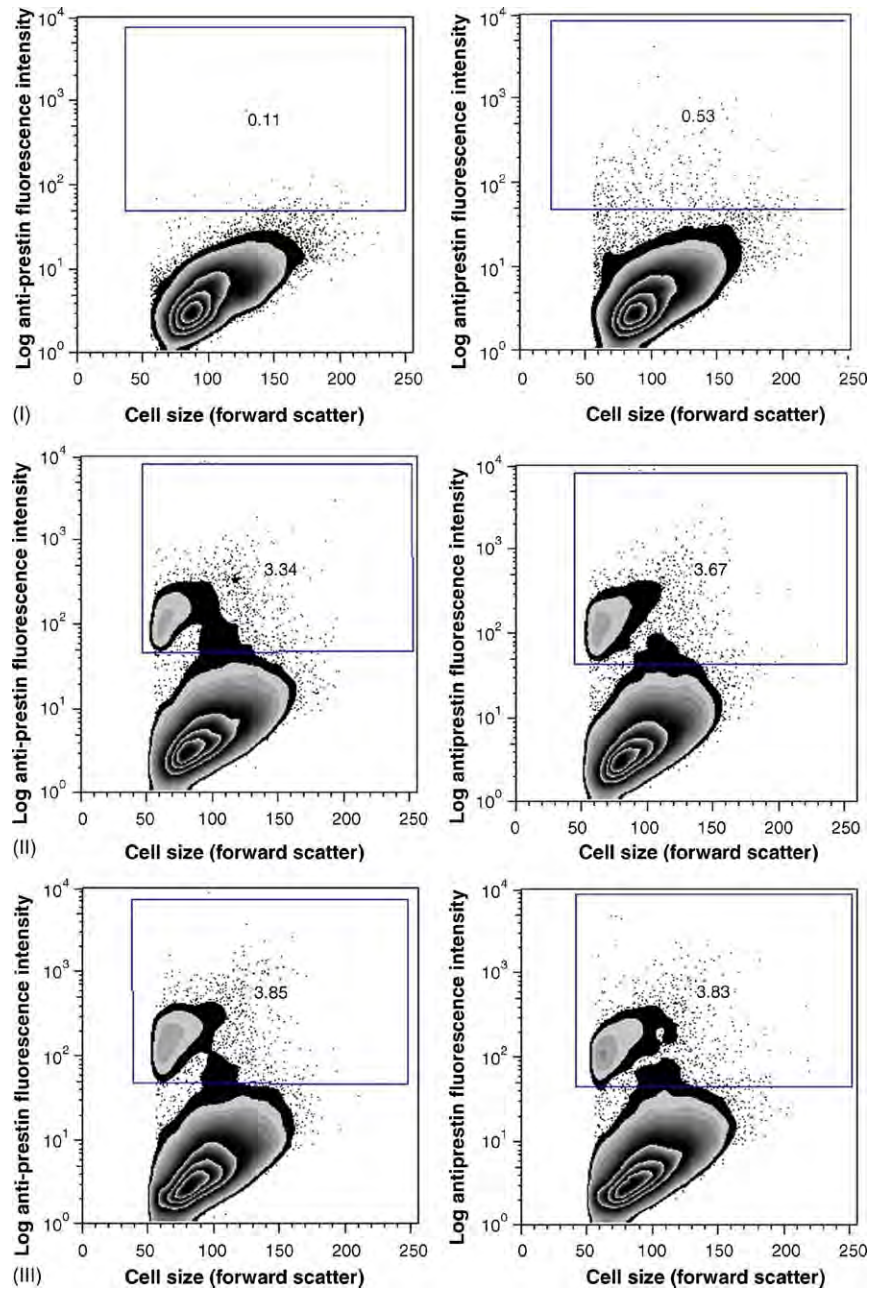 Log anti-prestin fluorescence intensity
10⁴
10³
10²
10¹
10⁰
0.11
0 50 100 150 200 250
Cell size (forward scatter)
Log antiprestin fluorescence intensity
10⁴
10³
10²
10¹
10⁰
0.53
0 50 100 150 200 250
Cell size (forward scatter)
(I)
Log anti-prestin fluorescence intensity
10⁴
10³
10²
10¹
10⁰
3.34
0 50 100 150 200 250
Cell size (forward scatter)
Log antiprestin fluorescence intensity
10⁴
10³
10²
10¹
10⁰
3.67
0 50 100 150 200 250
Cell size (forward scatter)
(II)
Log anti-prestin fluorescence intensity
10⁴
10³
10²
10¹
10⁰
3.85
0 50 100 150 200 250
Cell size (forward scatter)
Log antiprestin fluorescence intensity
10⁴
10³
10²
10¹
10⁰
3.83
0 50 100 150 200 250
Cell size (forward scatter)
(III)